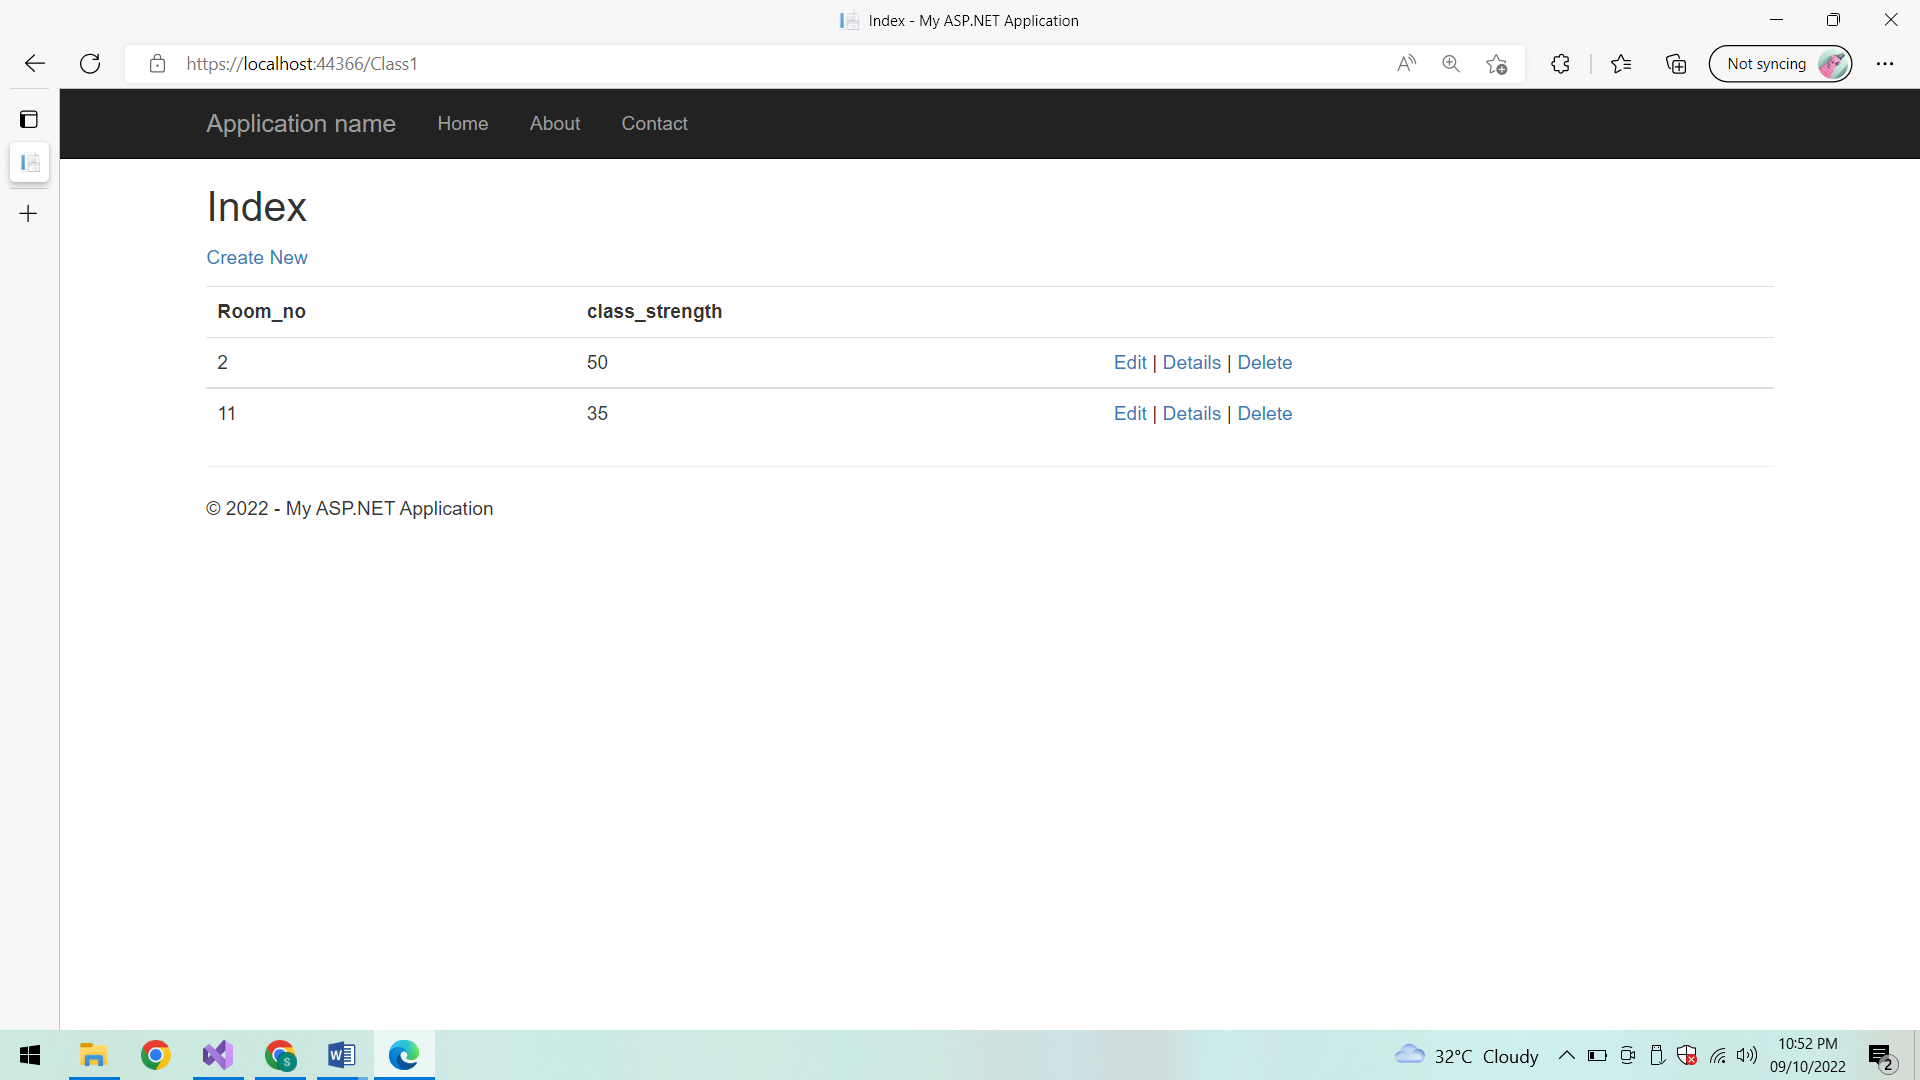 Index - My ASP.NET Application
https://localhost:44366/Class1
Not syncing
Application name Home About Contact
Index
Create New
Room_no class_strength
2 50 Edit | Details | Delete
11 35 Edit | Details | Delete
© 2022 - My ASP.NET Application
32°C Cloudy
10:52 PM
09/10/2022
2